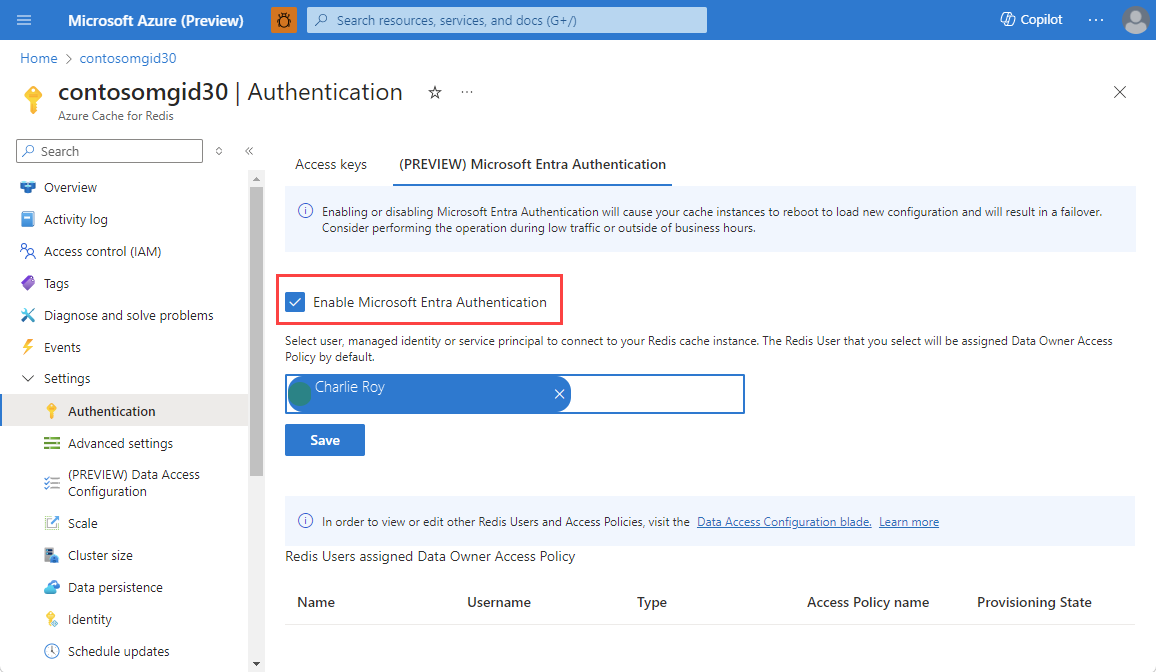 Microsoft Azure (Preview)
Search resources, services, and docs (G+/)
Copilot
Home > contosomgid30
contosomgid30 | Authentication
Azure Cache for Redis
Search
Overview
Activity log
Access control (IAM)
Tags
Diagnose and solve problems
Events
Settings
Authentication
Advanced settings
(PREVIEW) Data Access
Configuration
Scale
Cluster size
Data persistence
Identity
Schedule updates
Access keys
(PREVIEW) Microsoft Entra Authentication
Enabling or disabling Microsoft Entra Authentication will cause your cache instances to reboot to load new configuration and will result in a failover.
Consider performing the operation during low traffic or outside of business hours.
Enable Microsoft Entra Authentication
Select user, managed identity or service principal to connect to your Redis cache instance. The Redis User that you select will be assigned Data Owner Access
Policy by default.
Charlie Roy
Save
In order to view or edit other Redis Users and Access Policies, visit the Data Access Configuration blade. Learn more
Redis Users assigned Data Owner Access Policy
Name Username Type Access Policy name Provisioning State